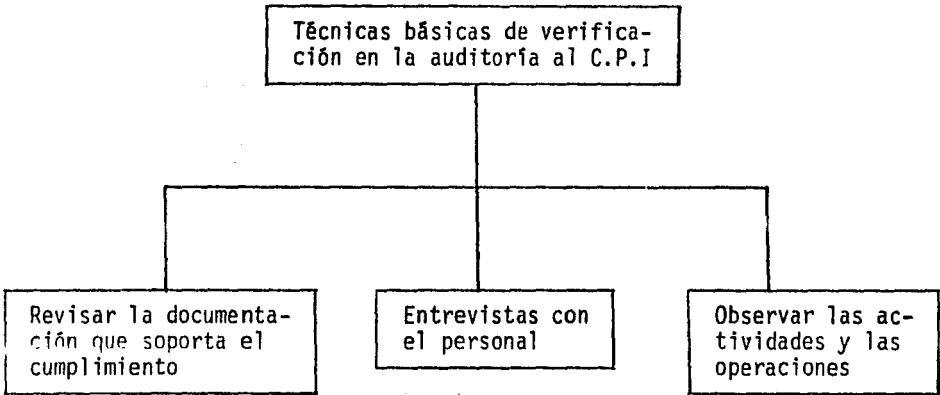 Técnicas básicas de verifica-
ción en la auditoría al C.P.I
Revisar la documenta-
ción que soporta el
cumplimiento
Entrevistas con
el personal
Observar las ac-
tividades y las
operaciones